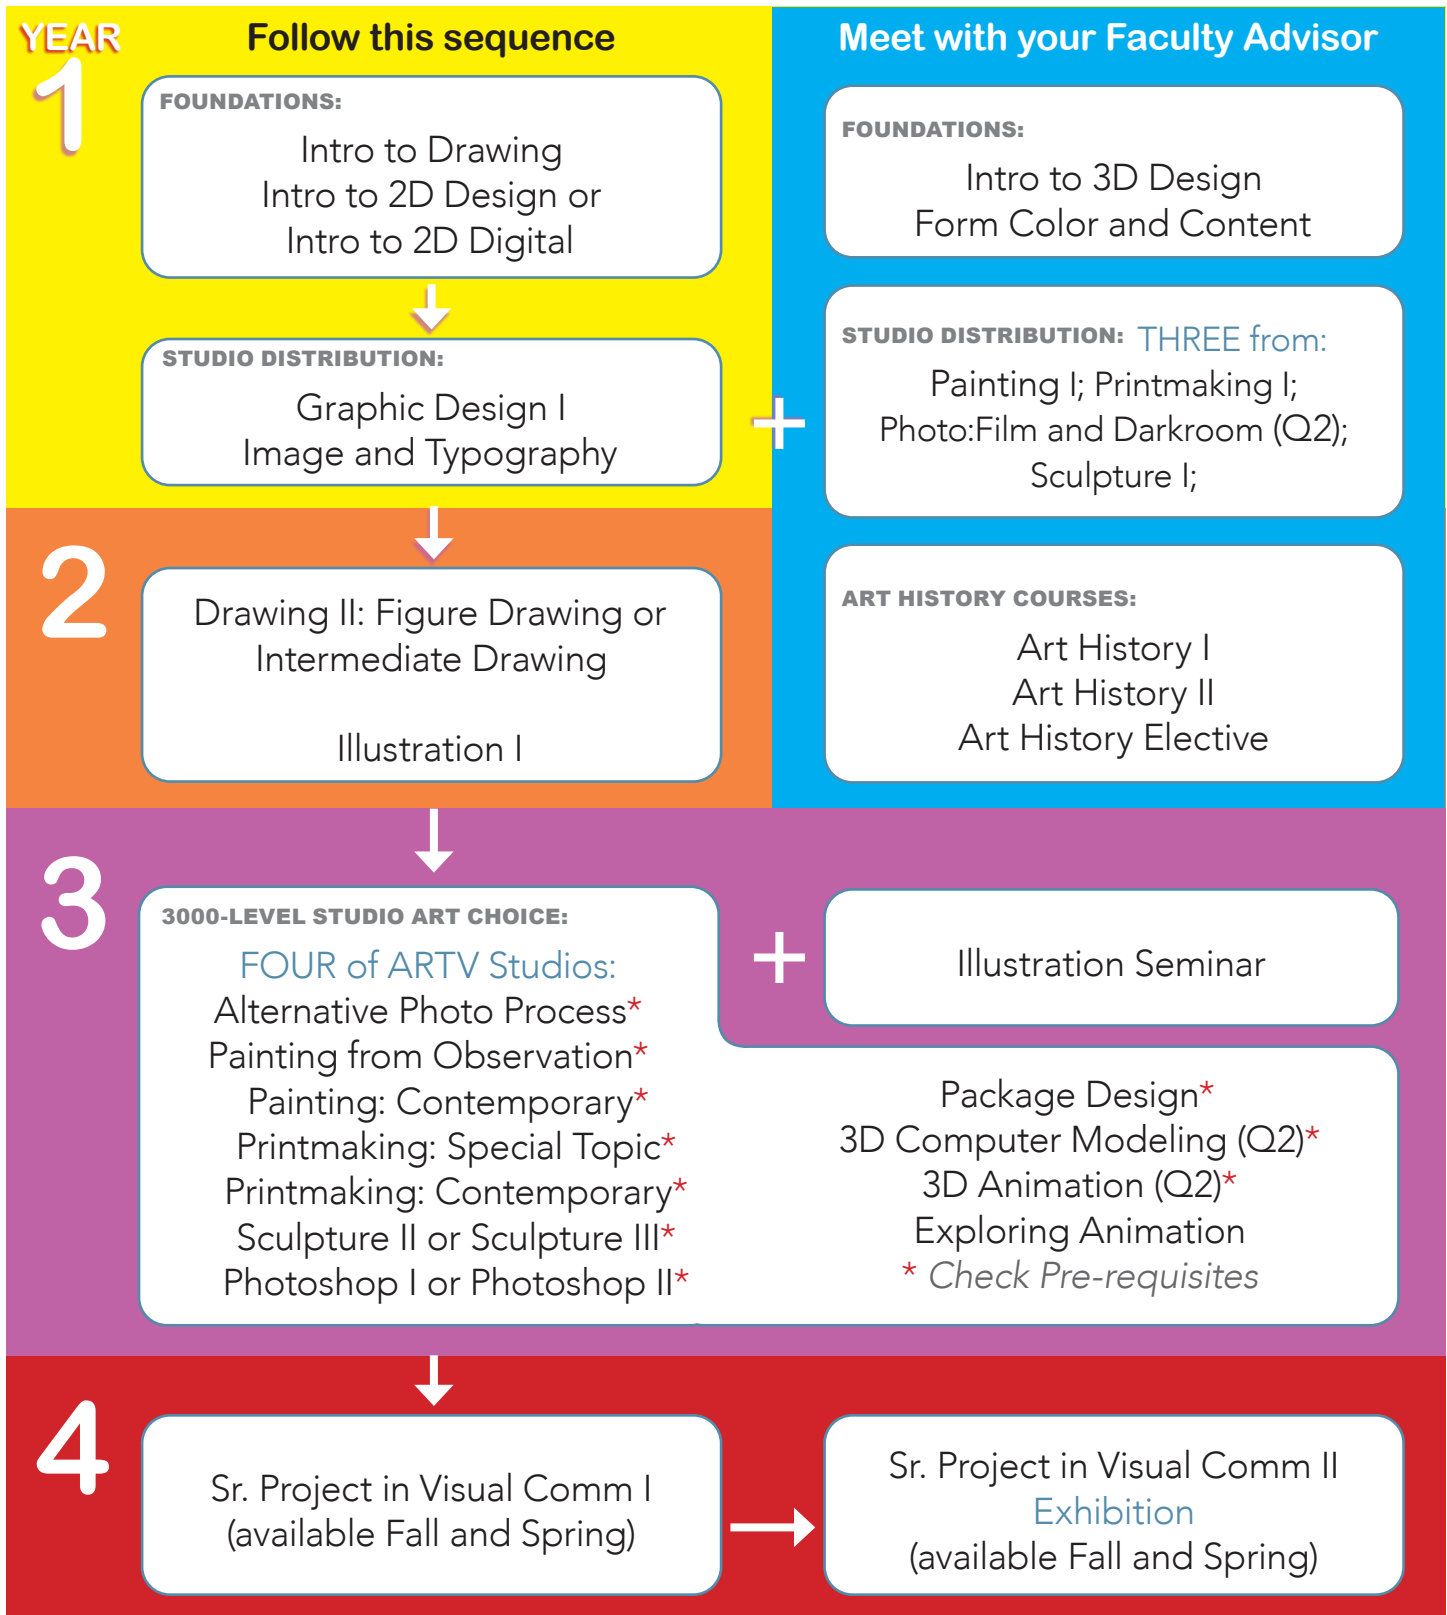 YEAR
1
Follow this sequence
FOUNDATIONS:
Intro to Drawing
Intro to 2D Design or
Intro to 2D Digital
STUDIO DISTRIBUTION:
Graphic Design I
Image and Typography
Meet with your Faculty Advisor
FOUNDATIONS:
Intro to 3D Design
Form Color and Content
+
STUDIO DISTRIBUTION: THREE from:
Painting I; Printmaking I;
Photo:Film and Darkroom (Q2);
Sculpture I;
ART HISTORY COURSES:
Art History I
Art History II
Art History Elective
2
Drawing II: Figure Drawing or
Intermediate Drawing
Illustration I
3
3000-LEVEL STUDIO ART CHOICE:
FOUR of ARTV Studios:
Alternative Photo Process*
Painting from Observation*
Painting: Contemporary*
Printmaking: Special Topic*
Printmaking: Contemporary*
Sculpture II or Sculpture III*
Photoshop I or Photoshop II*
+
Illustration Seminar
Package Design*
3D Computer Modeling (Q2)*
3D Animation (Q2)*
Exploring Animation
* Check Pre-requisites
4
Sr. Project in Visual Comm I
(available Fall and Spring)
Sr. Project in Visual Comm II
Exhibition
(available Fall and Spring)